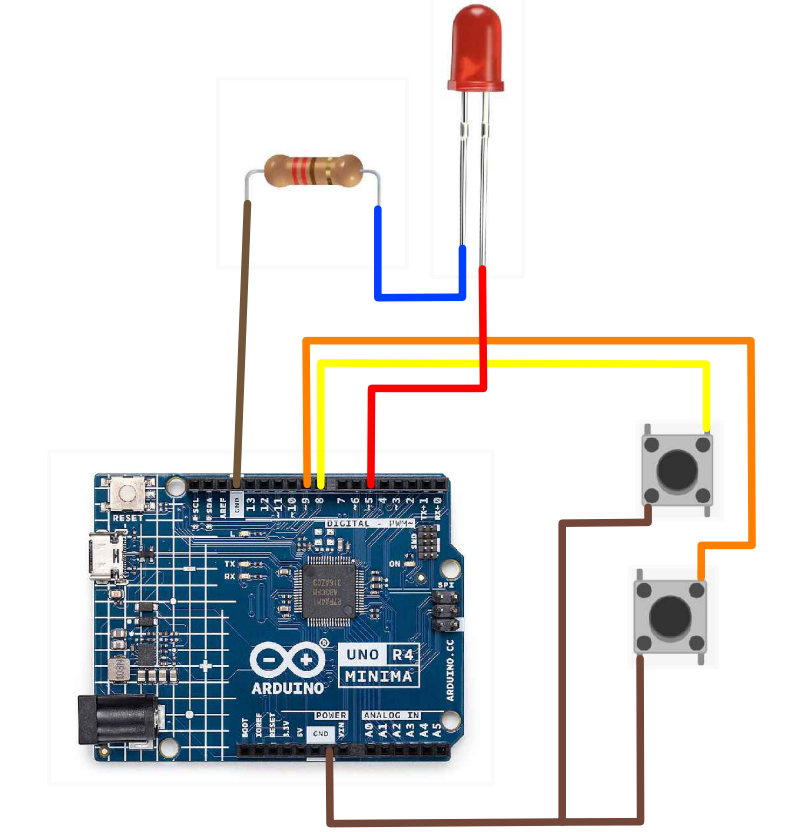 RESET
SCL
SDA
AREF
GND
13
12
~11
~10
~9
8
7
~6
~5
4
~3
2
TX→1
RX←0
DIGITAL - PWM~
L
TX
RX
ON
SWD
SPI
®
UNO R4
MINIMA
ARDUINO
ARDUINO.CC
POWER
ANALOG IN
BOOT
IOREF
RESET
3.3V
5V
GND
VIN
A0
A1
A2
A3
A4
A5